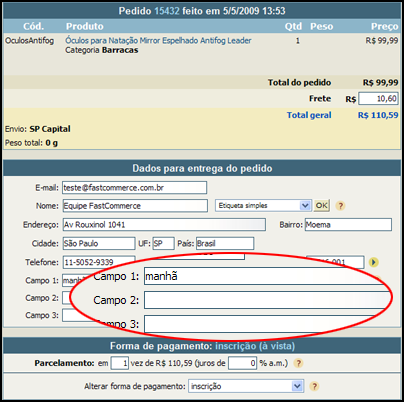 Pedido 15432 feito em 5/5/2009 13:53
Cód. Produto Qtd Peso Preço
OculosAntifog Óculos para Natação Mirror Espelhado Antifog Leader 1 R$ 99,99
Categoria Barracas
Total do pedido R$ 99,99
Frete R$ 10,60
Total geral R$ 110,59
Envio: SP Capital
Peso total: 0 g
Dados para entrega do pedido
E-mail: teste@fastcommerce.com.br
Nome: Equipe FastCommerce Etiqueta simples OK ?
Endereço: Av Rouxinol 1041 Bairro: Moema
Cidade: São Paulo UF: SP País: Brasil
Telefone: 11-5052-9339 -001
Campo 1: manhã
Campo 2:
Campo 3:
Campo 1: manhã
Campo 2:
Campo 3:
Forma de pagamento: inscrição (à vista)
Parcelamento: em 1 vez de R$ 110,59 (juros de 0 % a.m.) ?
Alterar forma de pagamento: inscrição ?